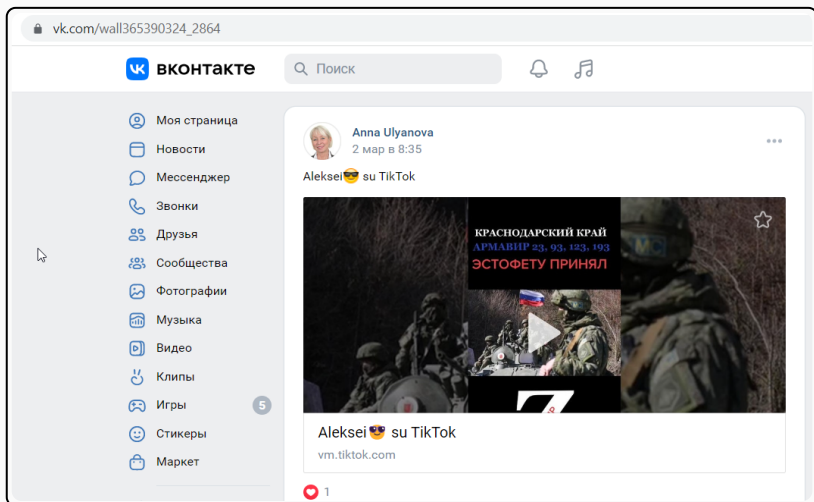 vk.com/wall365390324_2864
вконтакте
Поиск
Моя страница
Новости
Мессенджер
Звонки
Друзья
Сообщества
Фотографии
Музыка
Видео
Клипы
Игры 5
Стикеры
Маркет
Anna Ulyanova
2 мар в 8:35
Aleksei😎 su TikTok
КРАСНОДАРСКИЙ КРАЙ
АРМАВИР 23, 93, 123, 193
ЭСТОФЕТУ ПРИНЯЛ
МС
Z
Aleksei😎 su TikTok
vm.tiktok.com
1